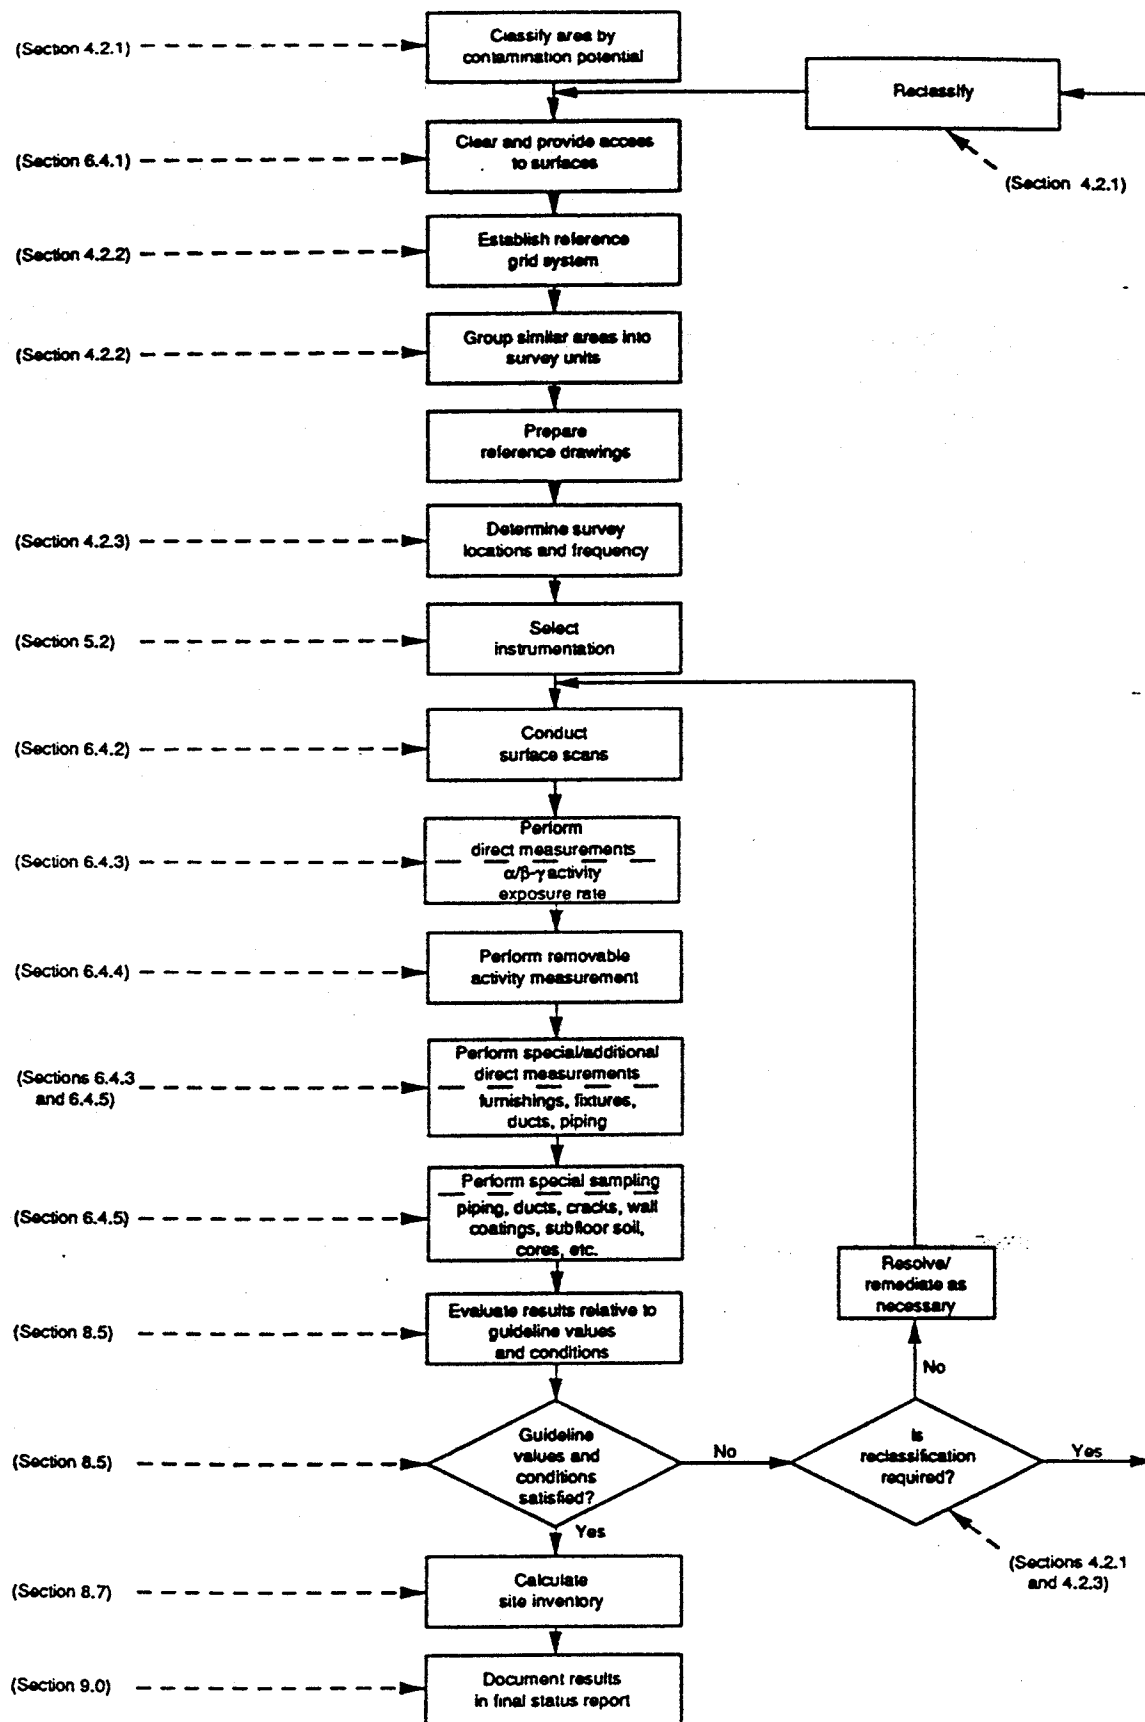 (Section 4.2.1)
Classify area by
contamination potential
Reclassify
(Section 4.2.1)
(Section 6.4.1)
Clear and provide access
to surfaces
(Section 4.2.2)
Establish reference
grid system
(Section 4.2.2)
Group similar areas into
survey units
Prepare
reference drawings
(Section 4.2.3)
Determine survey
locations and frequency
(Section 5.2)
Select
instrumentation
(Section 6.4.2)
Conduct
surface scans
(Section 6.4.3)
Perform
direct measurements
α/β-γ activity
exposure rate
(Section 6.4.4)
Perform removable
activity measurement
(Sections 6.4.3
and 6.4.5)
Perform special/additional
direct measurements
furnishings, fixtures,
ducts, piping
(Section 6.4.5)
Perform special sampling
piping, ducts, cracks, wall
coatings, subfloor soil,
cores, etc.
Resolve/
remediate as
necessary
(Section 8.5)
Evaluate results relative to
guideline values
and conditions
No
(Section 8.5)
Guideline
values and
conditions
satisfied?
No
Is
reclassification
required?
Yes
Yes
(Sections 4.2.1
and 4.2.3)
(Section 8.7)
Calculate
site inventory
(Section 9.0)
Document results
in final status report